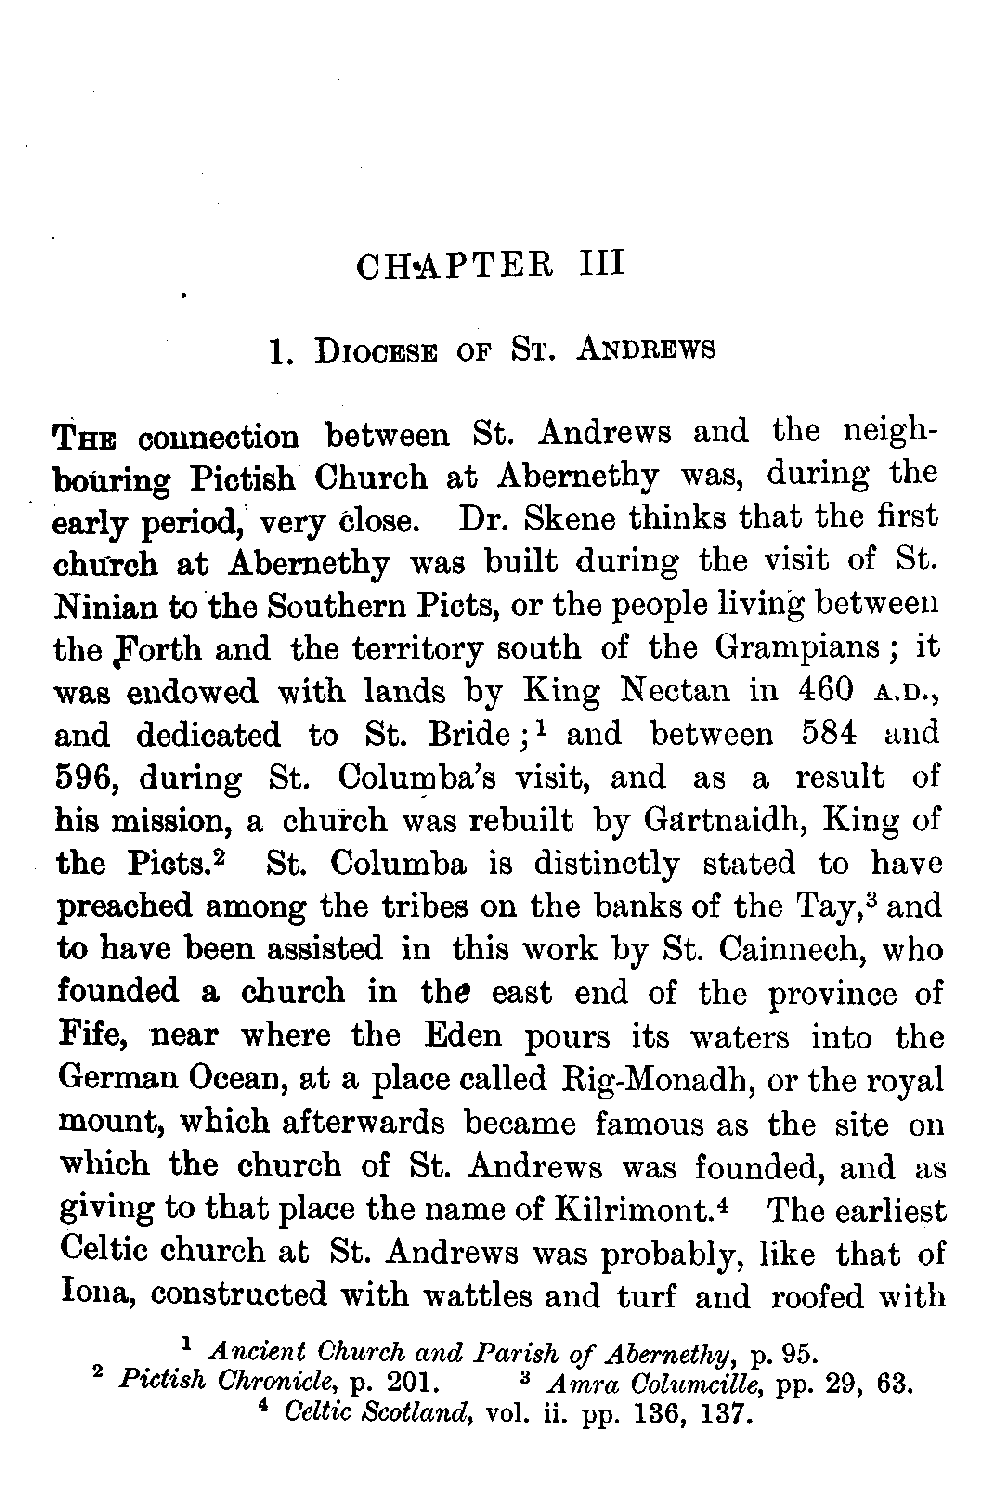 CHAPTER III
1. DIOCESE OF ST. ANDREWS
THE connection between St. Andrews and the neigh-
bouring Pictish Church at Abernethy was, during the
early period, very close. Dr. Skene thinks that the first
church at Abernethy was built during the visit of St.
Ninian to the Southern Picts, or the people living between
the Forth and the territory south of the Grampians; it
was endowed with lands by King Nectan in 460 A.D.,
and dedicated to St. Bride;¹ and between 584 and
596, during St. Columba's visit, and as a result of
his mission, a church was rebuilt by Gartnaidh, King of
the Picts.² St. Columba is distinctly stated to have
preached among the tribes on the banks of the Tay,³ and
to have been assisted in this work by St. Cainnech, who
founded a church in the east end of the province of
Fife, near where the Eden pours its waters into the
German Ocean, at a place called Rig-Monadh, or the royal
mount, which afterwards became famous as the site on
which the church of St. Andrews was founded, and as
giving to that place the name of Kilrimont.⁴ The earliest
Celtic church at St. Andrews was probably, like that of
Iona, constructed with wattles and turf and roofed with
¹ Ancient Church and Parish of Abernethy, p. 95.
² Pictish Chronicle, p. 201. ³ Amra Columcille, pp. 29, 63.
⁴ Celtic Scotland, vol. ii. pp. 136, 137.